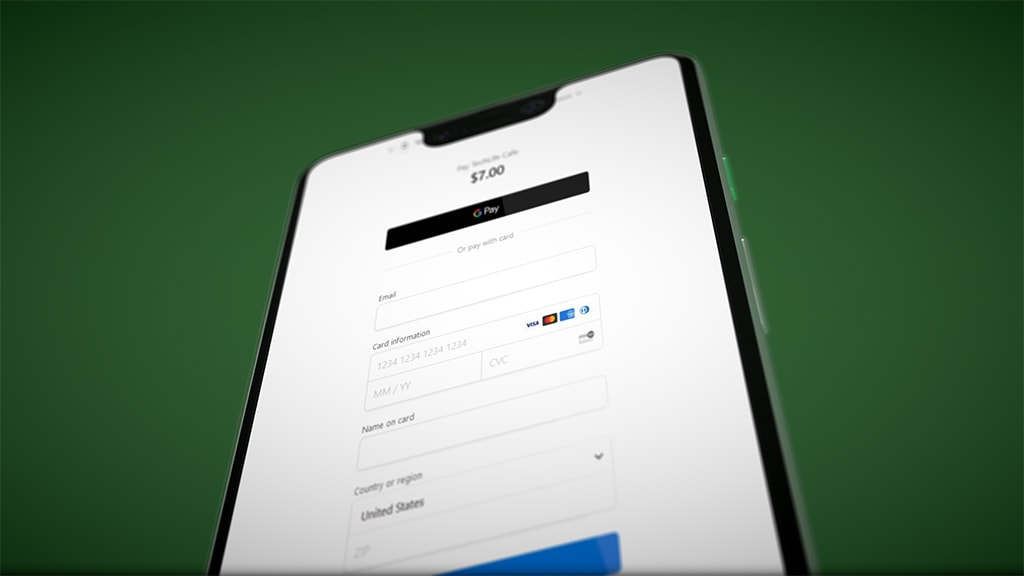 Pay TechLife Cafe
$7.00
G Pay
Or pay with card
Email
Card information
1234 1234 1234 1234
VISA
MM / YY
CVC
Name on card
Country or region
United States
ZIP